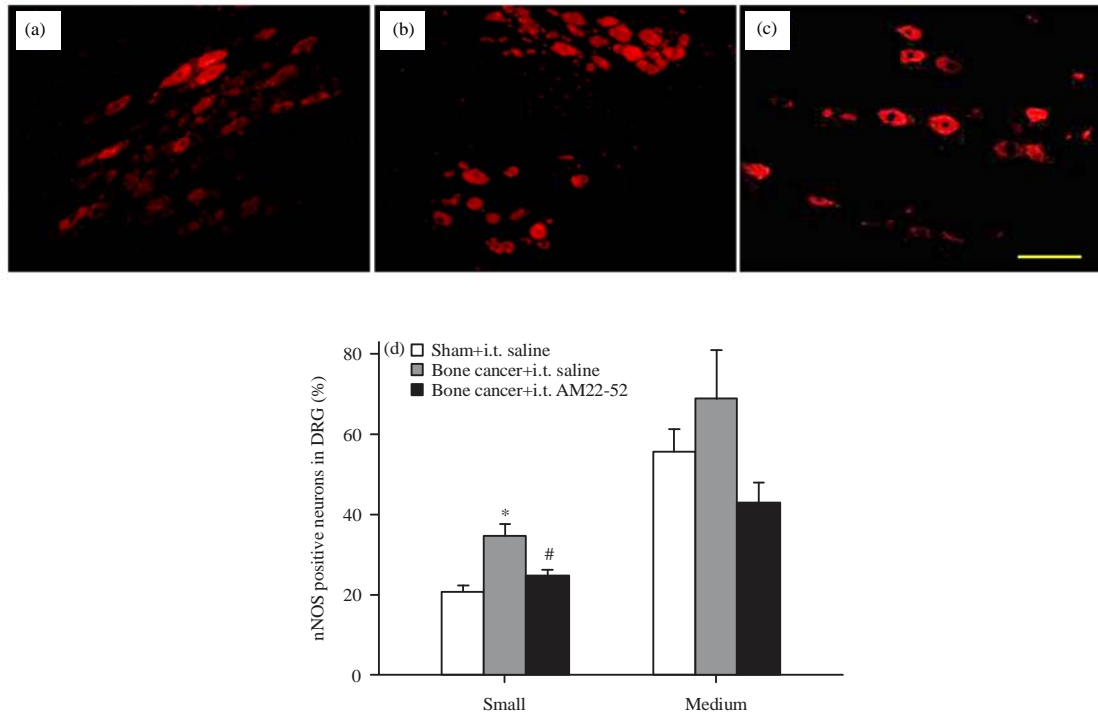 (a)
(b)
(c)
(d)
Sham+i.t. saline
Bone cancer+i.t. saline
Bone cancer+i.t. AM22-52
nNOS positive neurons in DRG (%)
80
60
40
20
0
*
#
Small
Medium